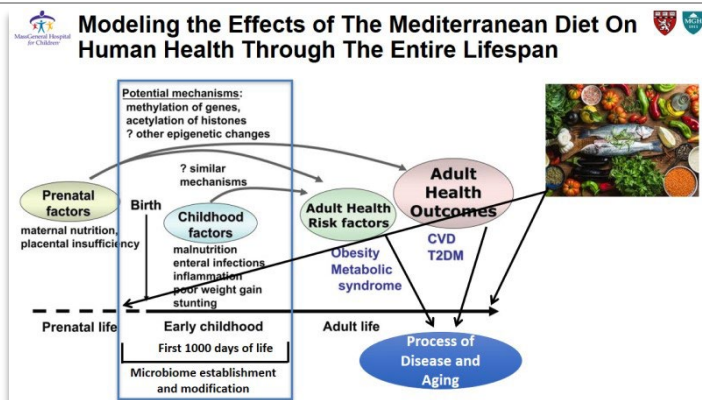 MassGeneral Hospital
for Children
Modeling the Effects of The Mediterranean Diet On
Human Health Through The Entire Lifespan
MGH
Potential mechanisms:
methylation of genes,
acetylation of histones
? other epigenetic changes
? similar
mechanisms
Prenatal
factors
maternal nutrition,
placental insufficiency
Birth
Childhood
factors
malnutrition
enteral infections
inflammation
poor weight gain
stunting
Adult Health
Risk factors
Obesity
Metabolic
syndrome
Adult
Health
Outcomes
CVD
T2DM
Prenatal life
Early childhood
Adult life
First 1000 days of life
Microbiome establishment
and modification
Process of
Disease and
Aging